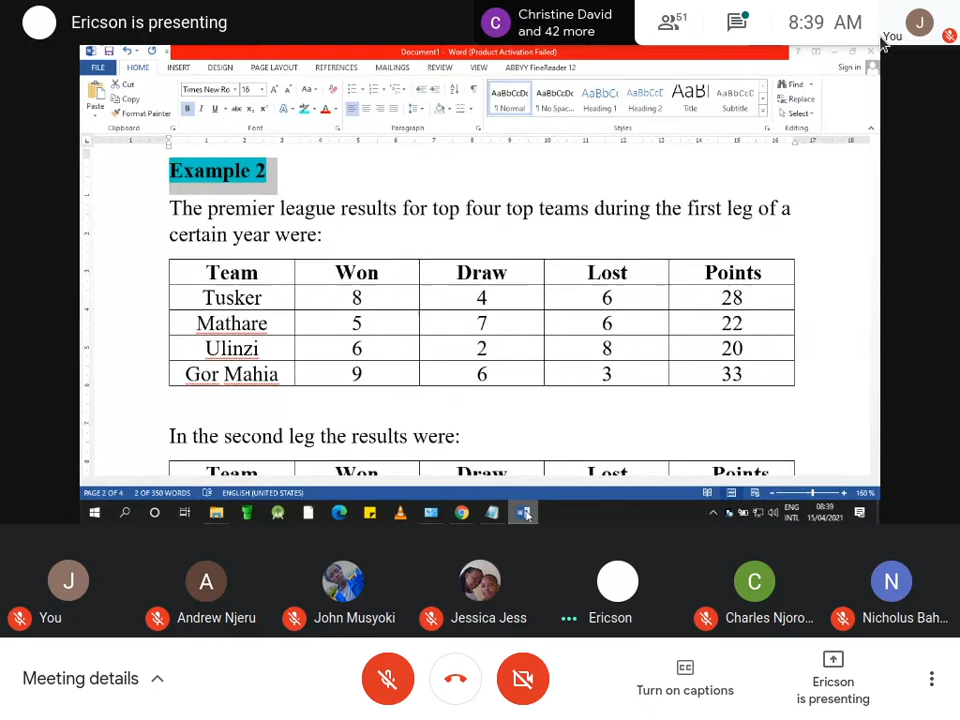 Ericson is presenting
C
Christine David
and 42 more
51
8:39 AM
You
J
Document1 - Word (Product Activation Failed)
FILE HOME INSERT DESIGN PAGE LAYOUT REFERENCES MAILINGS REVIEW VIEW ABBYY FineReader 12 Sign in
Paste
Cut
Copy
Format Painter
Times New Ro 16
AaBbCcDc AaBbCcDc AaBbCc AaBbCcC AaBl AaBbCcD
¶ Normal ¶ No Spac... Heading 1 Heading 2 Title Subtitle
Find
Replace
Select
Clipboard Font Paragraph Styles Editing
Example 2
The premier league results for top four top teams during the first leg of a
certain year were:
Team Won Draw Lost Points
Tusker 8 4 6 28
Mathare 5 7 6 22
Ulinzi 6 2 8 20
Gor Mahia 9 6 3 33
In the second leg the results were:
Team Won Draw Lost Points
PAGE 2 OF 4 2 OF 350 WORDS ENGLISH (UNITED STATES) 160 %
ENG
INTL
08:39
15/04/2021
J A C N
You Andrew Njeru John Musyoki Jessica Jess Ericson Charles Njoro... Nicholus Bah...
Meeting details
Turn on captions
Ericson
is presenting